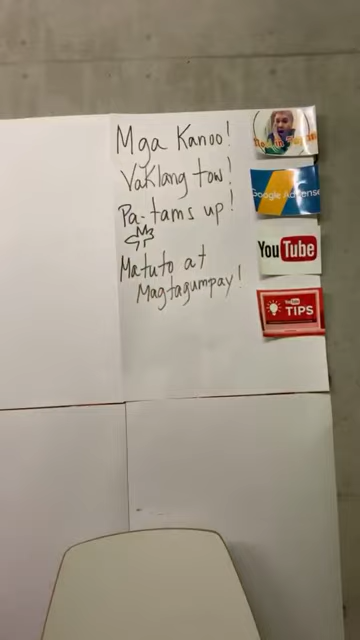 Mga Kanoo!
Vaklang tow!
Google Adsense
Pa-tams up!
YouTube
Matuto at
Magtagumpay!
YouTube
TIPS